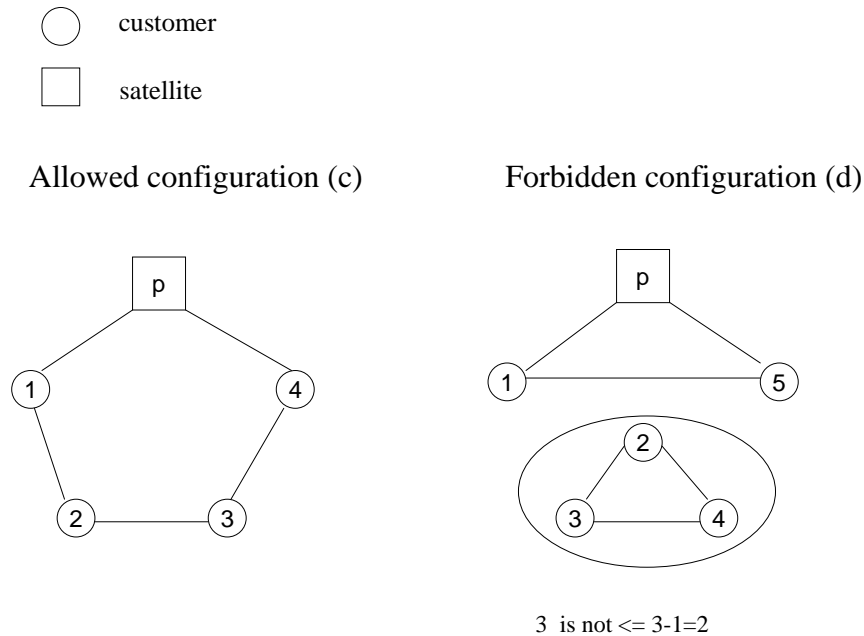 customer
satellite
Allowed configuration (c)
Forbidden configuration (d)
p
1
4
2
3
p
1
5
2
3
4
3 is not <= 3-1=2